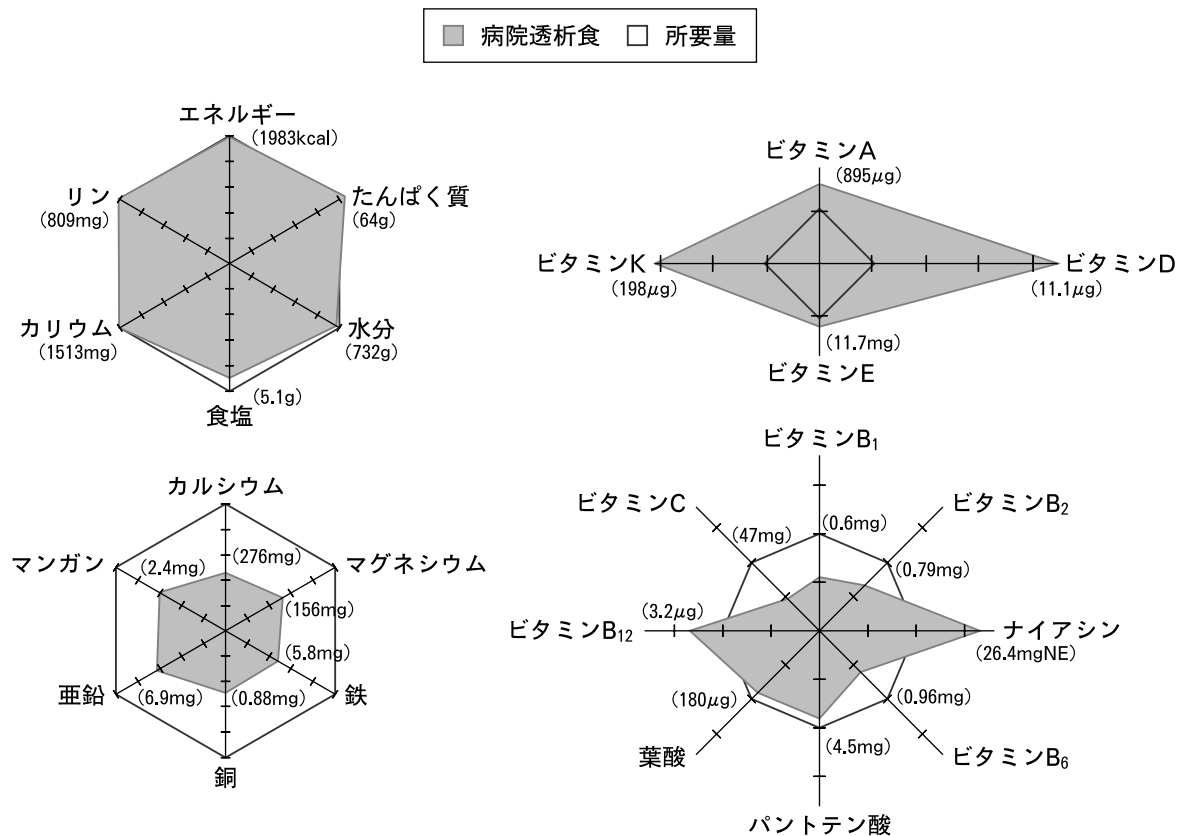 病院透析食 所要量
エネルギー
(1983kcal)
リン
(809mg)
たんぱく質
(64g)
カリウム
(1513mg)
水分
(732g)
(5.1g)
食塩
ビタミンA
(895μg)
ビタミンK
(198μg)
ビタミンD
(11.1μg)
(11.7mg)
ビタミンE
カルシウム
(276mg)
マンガン
(2.4mg)
マグネシウム
(156mg)
亜鉛
(6.9mg)
(5.8mg)
鉄
(0.88mg)
銅
ビタミンB₁
(0.6mg)
ビタミンC
(47mg)
ビタミンB₂
(0.79mg)
ビタミンB₁₂
(3.2μg)
ナイアシン
(26.4mgNE)
(180μg)
葉酸
(0.96mg)
ビタミンB₆
(4.5mg)
パントテン酸